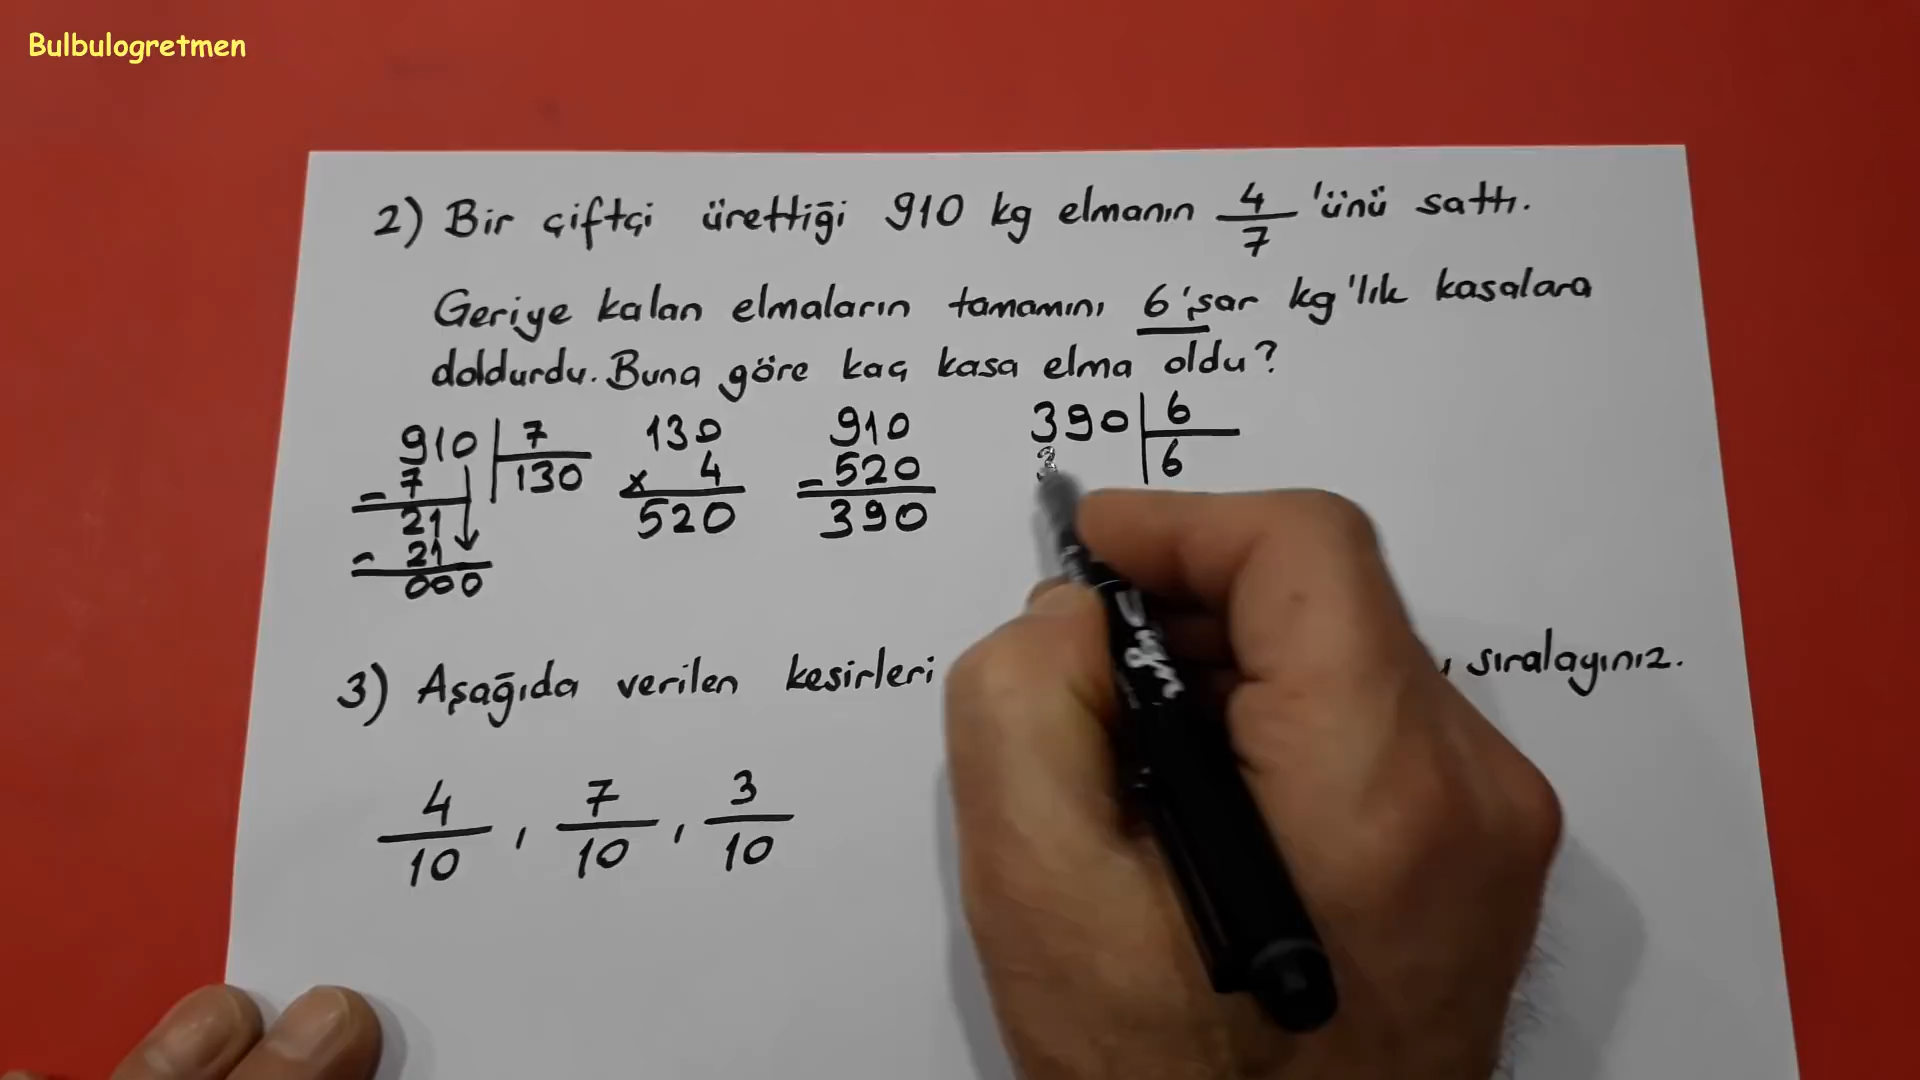 Bulbulogretmen
2) Bir çiftçi ürettiği 910 kg elmanın 4/7 'ünü sattı.
Geriye kalan elmaların tamamını 6'şar kg'lık kasalara
doldurdu. Buna göre kaç kasa elma oldu?
910 | 7
- 7 130
21
- 21
000
130
x 4
520
910
- 520
390
390 | 6
3 6
3) Aşağıda verilen kesirleri sıralayınız.
4/10 , 7/10 , 3/10